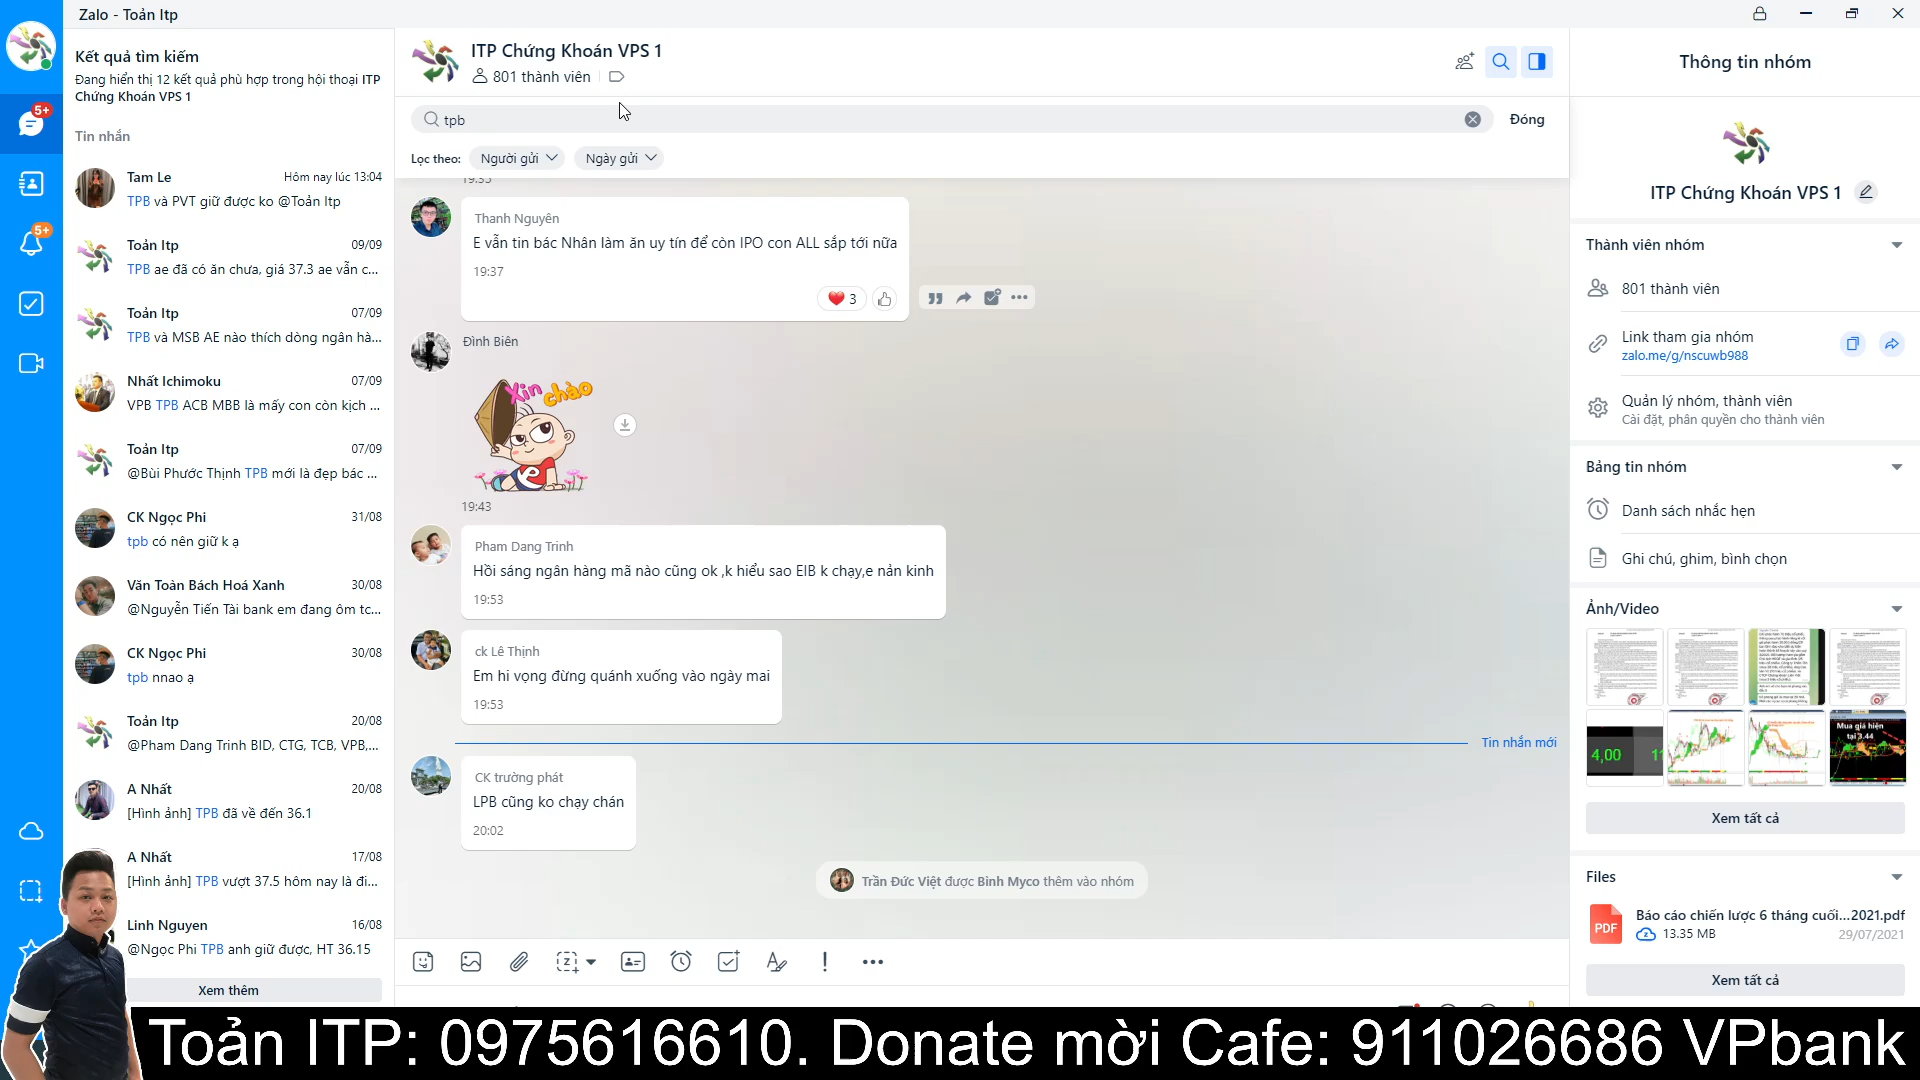 Zalo - Toản Itp
Kết quả tìm kiếm
Đang hiển thị 12 kết quả phù hợp trong hội thoại ITP
Chứng Khoán VPS 1
Tin nhắn
Tam Le
Hôm nay lúc 13:04
TPB và PVT giữ được ko @Toản Itp
Toản Itp
09/09
TPB ae đã có ăn chưa, giá 37.3 ae vẫn c...
Toản Itp
07/09
TPB và MSB AE nào thích dòng ngân hà...
Nhất Ichimoku
07/09
VPB TPB ACB MBB là mấy con còn kịch ...
Toản Itp
07/09
@Bùi Phước Thịnh TPB mới là đẹp bác ...
CK Ngọc Phi
31/08
tpb có nên giữ k ạ
Văn Toàn Bách Hoá Xanh
30/08
@Nguyễn Tiến Tài bank em đang ôm tc...
CK Ngọc Phi
30/08
tpb nnao ạ
Toản Itp
20/08
@Pham Dang Trinh BID, CTG, TCB, VPB,...
A Nhất
20/08
[Hình ảnh] TPB đã về đến 36.1
A Nhất
17/08
[Hình ảnh] TPB vượt 37.5 hôm nay là đi...
Linh Nguyen
16/08
@Ngọc Phi TPB anh giữ được, HT 36.15
Xem thêm
5+
5+
ITP Chứng Khoán VPS 1
801 thành viên
tpb
Đóng
Lọc theo:
Người gửi
Ngày gửi
19:35
Thanh Nguyên
E vẫn tin bác Nhân làm ăn uy tín để còn IPO con ALL sắp tới nữa
19:37
3
Đình Biên
Xin chào
19:43
Pham Dang Trinh
Hồi sáng ngân hàng mã nào cũng ok ,k hiểu sao EIB k chạy,e nản kinh
19:53
ck Lê Thịnh
Em hi vọng đừng quánh xuống vào ngày mai
19:53
Tin nhắn mới
CK trường phát
LPB cũng ko chạy chán
20:02
Trần Đức Việt được Binh Myco thêm vào nhóm
Thông tin nhóm
ITP Chứng Khoán VPS 1
Thành viên nhóm
801 thành viên
Link tham gia nhóm
zalo.me/g/nscuwb988
Quản lý nhóm, thành viên
Cài đặt, phân quyền cho thành viên
Bảng tin nhóm
Danh sách nhắc hẹn
Ghi chú, ghim, bình chọn
Ảnh/Video
4,00
Mua giá hiện
tại 3.44
Xem tất cả
Files
PDF
Báo cáo chiến lược 6 tháng cuối...2021.pdf
13.35 MB
29/07/2021
Xem tất cả
Toản ITP: 0975616610. Donate mời Cafe: 911026686 VPbank